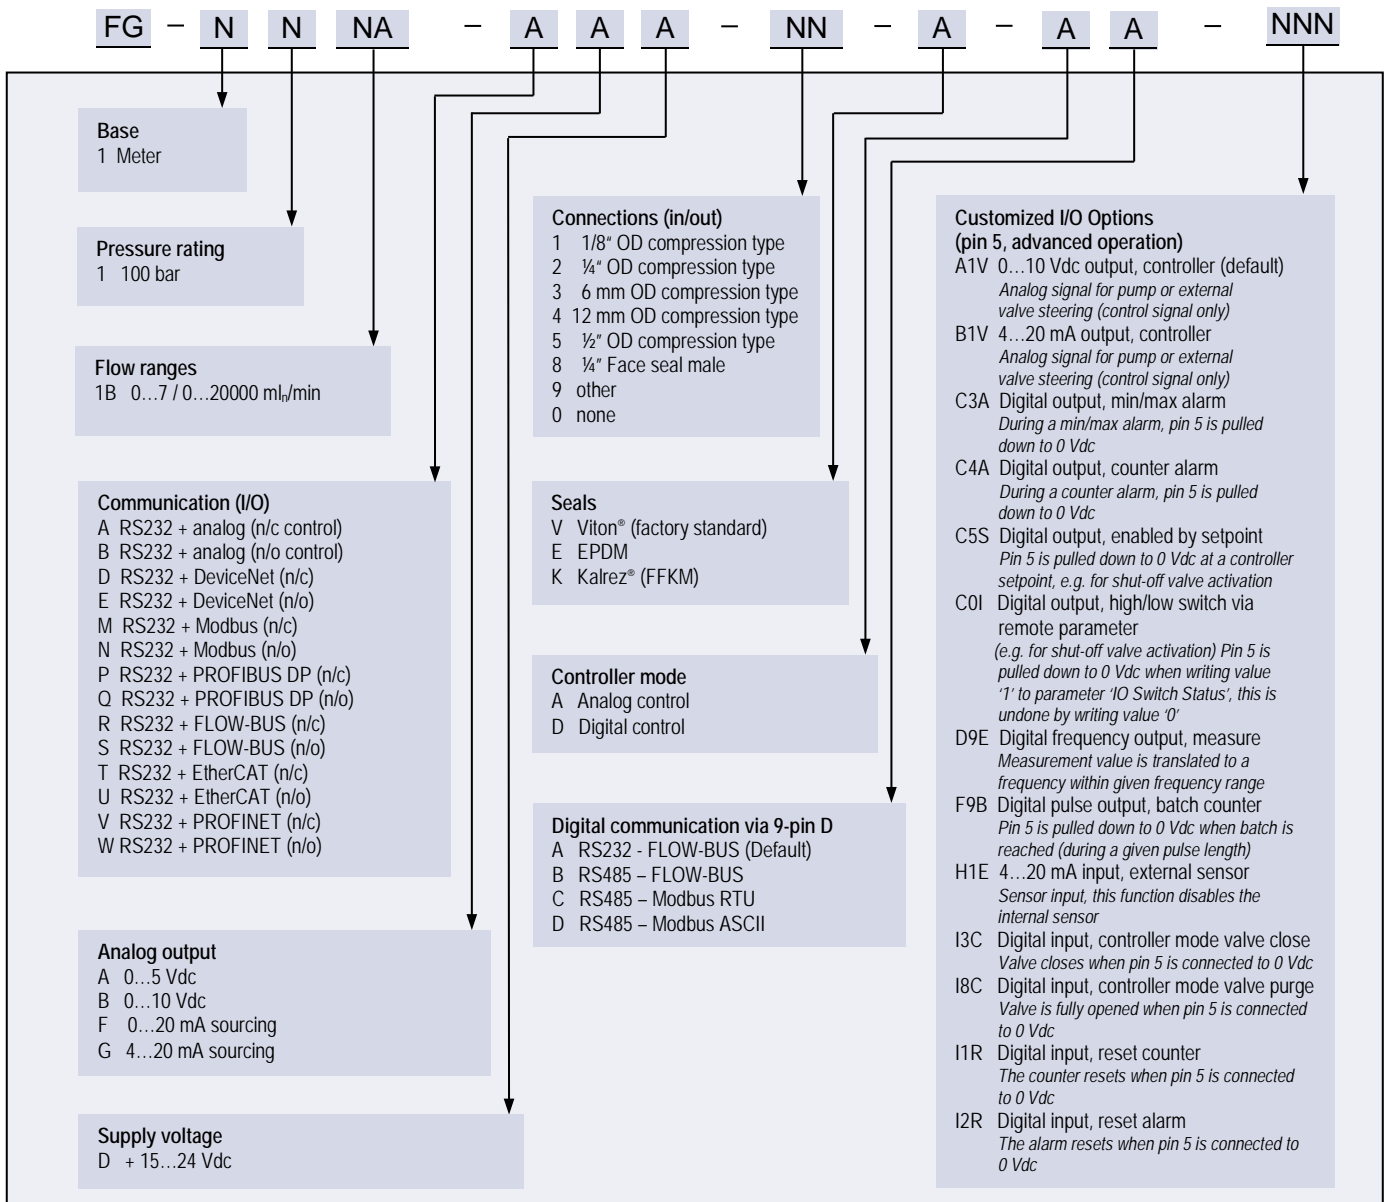 FG – N N NA – A A A – NN – A – A A – NNN
Base
1 Meter
Pressure rating
1 100 bar
Flow ranges
1B 0…7 / 0…20000 mlₙ/min
Communication (I/O)
A RS232 + analog (n/c control)
B RS232 + analog (n/o control)
D RS232 + DeviceNet (n/c)
E RS232 + DeviceNet (n/o)
M RS232 + Modbus (n/c)
N RS232 + Modbus (n/o)
P RS232 + PROFIBUS DP (n/c)
Q RS232 + PROFIBUS DP (n/o)
R RS232 + FLOW-BUS (n/c)
S RS232 + FLOW-BUS (n/o)
T RS232 + EtherCAT (n/c)
U RS232 + EtherCAT (n/o)
V RS232 + PROFINET (n/c)
W RS232 + PROFINET (n/o)
Analog output
A 0…5 Vdc
B 0…10 Vdc
F 0…20 mA sourcing
G 4…20 mA sourcing
Supply voltage
D + 15…24 Vdc
Connections (in/out)
1 1/8“ OD compression type
2 ¼“ OD compression type
3 6 mm OD compression type
4 12 mm OD compression type
5 ½” OD compression type
8 ¼” Face seal male
9 other
0 none
Seals
V Viton® (factory standard)
E EPDM
K Kalrez® (FFKM)
Controller mode
A Analog control
D Digital control
Digital communication via 9-pin D
A RS232 - FLOW-BUS (Default)
B RS485 – FLOW-BUS
C RS485 – Modbus RTU
D RS485 – Modbus ASCII
Customized I/O Options
(pin 5, advanced operation)
A1V 0…10 Vdc output, controller (default)
Analog signal for pump or external
valve steering (control signal only)
B1V 4…20 mA output, controller
Analog signal for pump or external
valve steering (control signal only)
C3A Digital output, min/max alarm
During a min/max alarm, pin 5 is pulled
down to 0 Vdc
C4A Digital output, counter alarm
During a counter alarm, pin 5 is pulled
down to 0 Vdc
C5S Digital output, enabled by setpoint
Pin 5 is pulled down to 0 Vdc at a controller
setpoint, e.g. for shut-off valve activation
C0I Digital output, high/low switch via
remote parameter
(e.g. for shut-off valve activation) Pin 5 is
pulled down to 0 Vdc when writing value
‘1’ to parameter ‘IO Switch Status’, this is
undone by writing value ‘0’
D9E Digital frequency output, measure
Measurement value is translated to a
frequency within given frequency range
F9B Digital pulse output, batch counter
Pin 5 is pulled down to 0 Vdc when batch is
reached (during a given pulse length)
H1E 4…20 mA input, external sensor
Sensor input, this function disables the
internal sensor
I3C Digital input, controller mode valve close
Valve closes when pin 5 is connected to 0 Vdc
I8C Digital input, controller mode valve purge
Valve is fully opened when pin 5 is connected
to 0 Vdc
I1R Digital input, reset counter
The counter resets when pin 5 is connected
to 0 Vdc
I2R Digital input, reset alarm
The alarm resets when pin 5 is connected to
0 Vdc